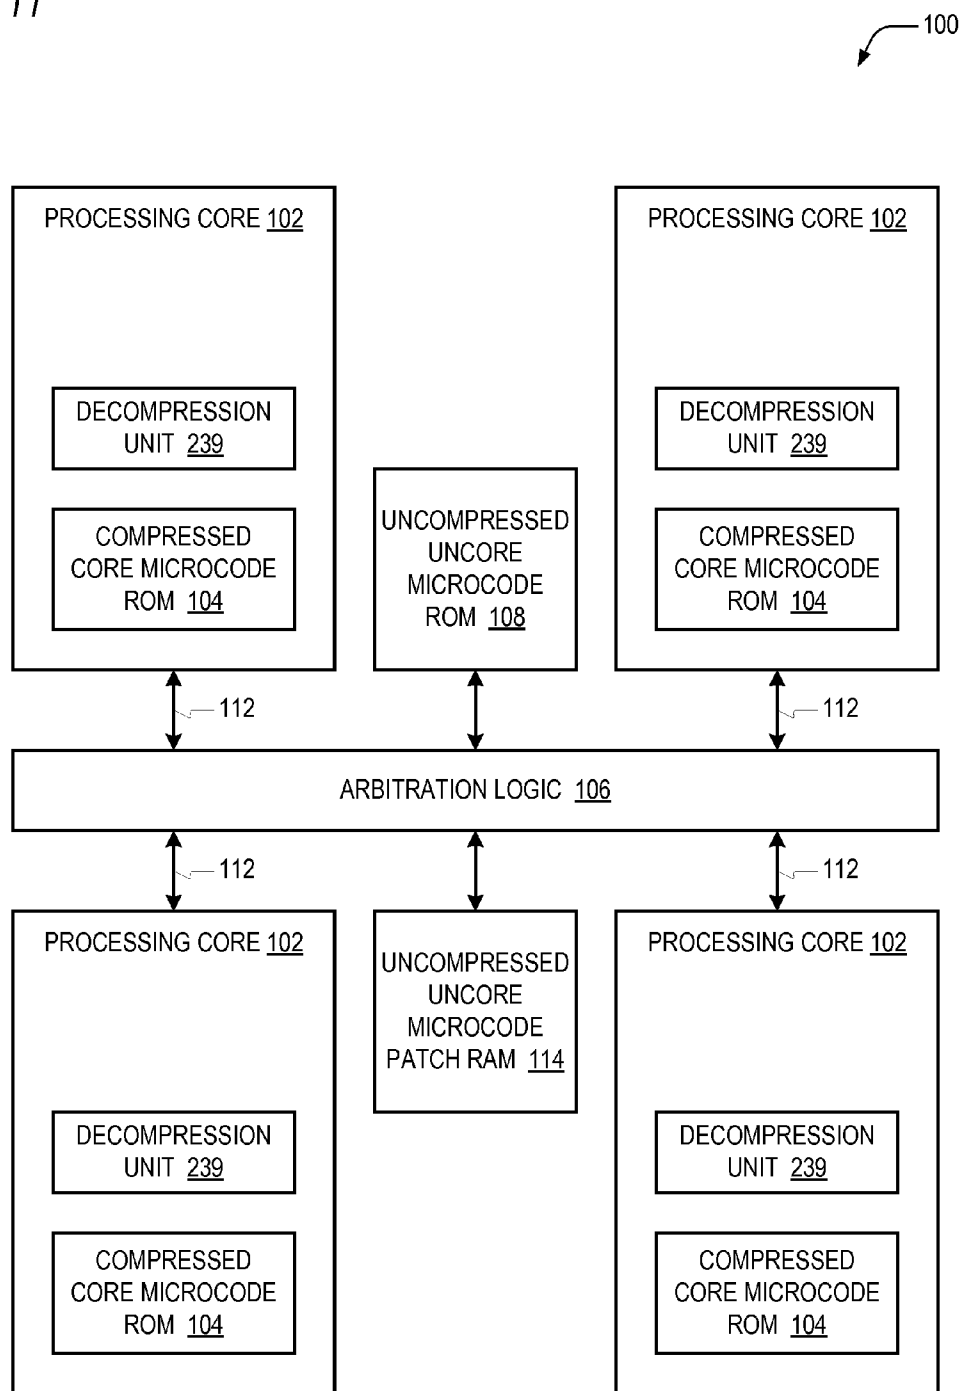 100
PROCESSING CORE 102
DECOMPRESSION
UNIT 239
COMPRESSED
CORE MICROCODE
ROM 104
UNCOMPRESSED
UNCORE
MICROCODE
ROM 108
PROCESSING CORE 102
DECOMPRESSION
UNIT 239
COMPRESSED
CORE MICROCODE
ROM 104
112
112
ARBITRATION LOGIC 106
112
112
PROCESSING CORE 102
DECOMPRESSION
UNIT 239
COMPRESSED
CORE MICROCODE
ROM 104
UNCOMPRESSED
UNCORE
MICROCODE
PATCH RAM 114
PROCESSING CORE 102
DECOMPRESSION
UNIT 239
COMPRESSED
CORE MICROCODE
ROM 104